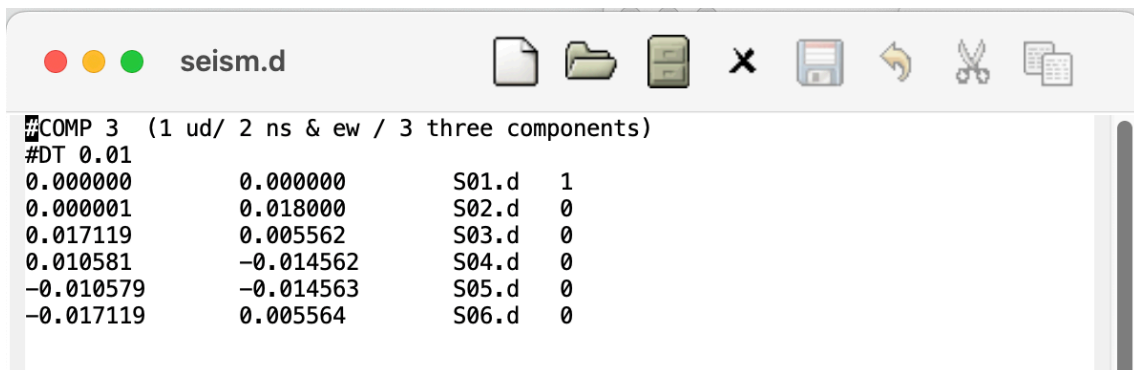 seism.d
#COMP 3  (1 ud/ 2 ns & ew / 3 three components)
#DT 0.01
0.000000       0.000000        S01.d   1
0.000001       0.018000        S02.d   0
0.017119       0.005562        S03.d   0
0.010581       -0.014562       S04.d   0
-0.010579       -0.014563       S05.d   0
-0.017119       0.005564        S06.d   0